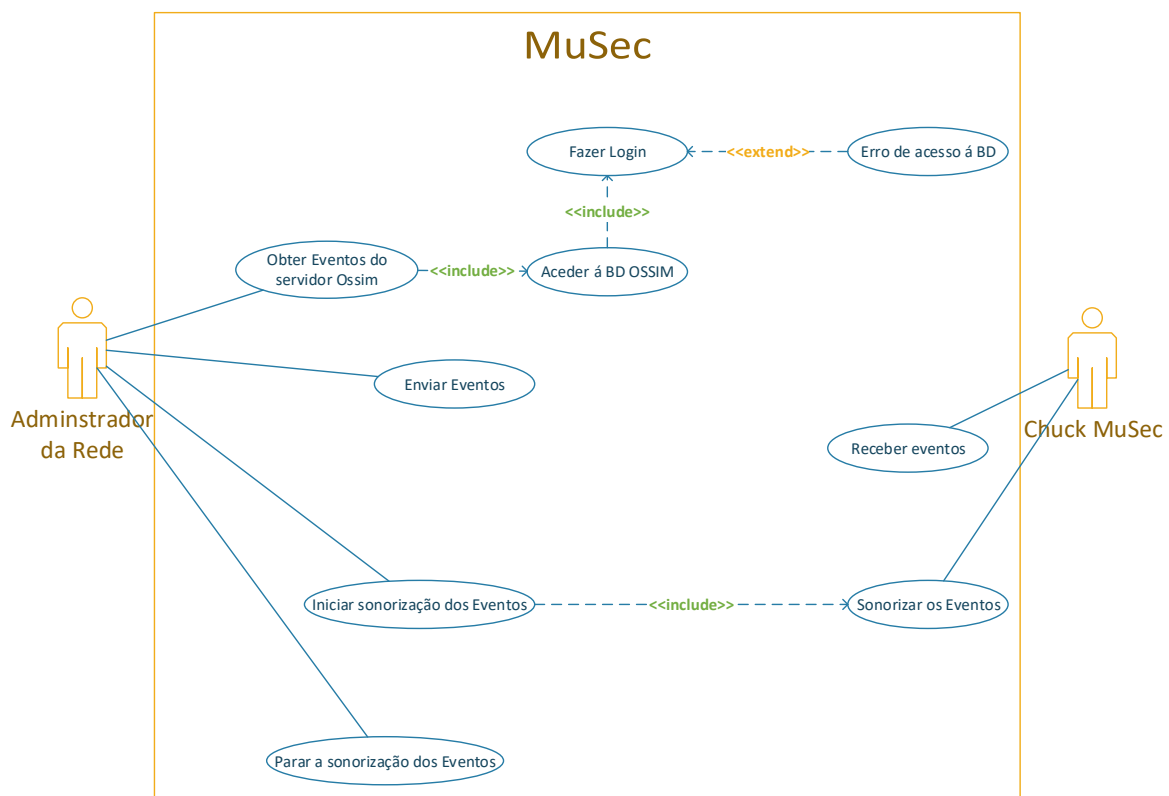 MuSec
Fazer Login
<<extend>>
Erro de acesso á BD
<<include>>
Obter Eventos do
servidor Ossim
<<include>>
Aceder á BD OSSIM
Enviar Eventos
Adminstrador
da Rede
Chuck MuSec
Receber eventos
Iniciar sonorização dos Eventos
<<include>>
Sonorizar os Eventos
Parar a sonorização dos Eventos